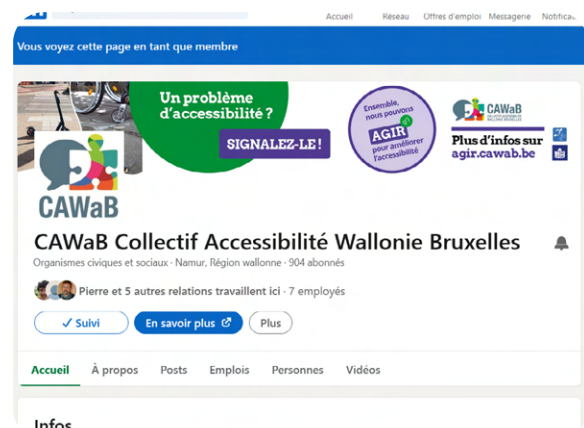 Accueil Réseau Offres d'emploi Messagerie
Vous voyez cette page en tant que membre
Un problème
d'accessibilité ?
SIGNALEZ-LE !
Ensemble,
nous pouvons
AGIR
pour améliorer
l'accessibilité
CAWaB
Plus d'infos sur
agir.cawab.be
CAWaB
CAWaB Collectif Accessibilité Wallonie Bruxelles
Organismes civiques et sociaux · Namur, Région wallonne · 904 abonnés
Pierre et 5 autres relations travaillent ici · 7 employés
✓ Suivi En savoir plus Plus
Accueil À propos Posts Emplois Personnes Vidéos
Infos